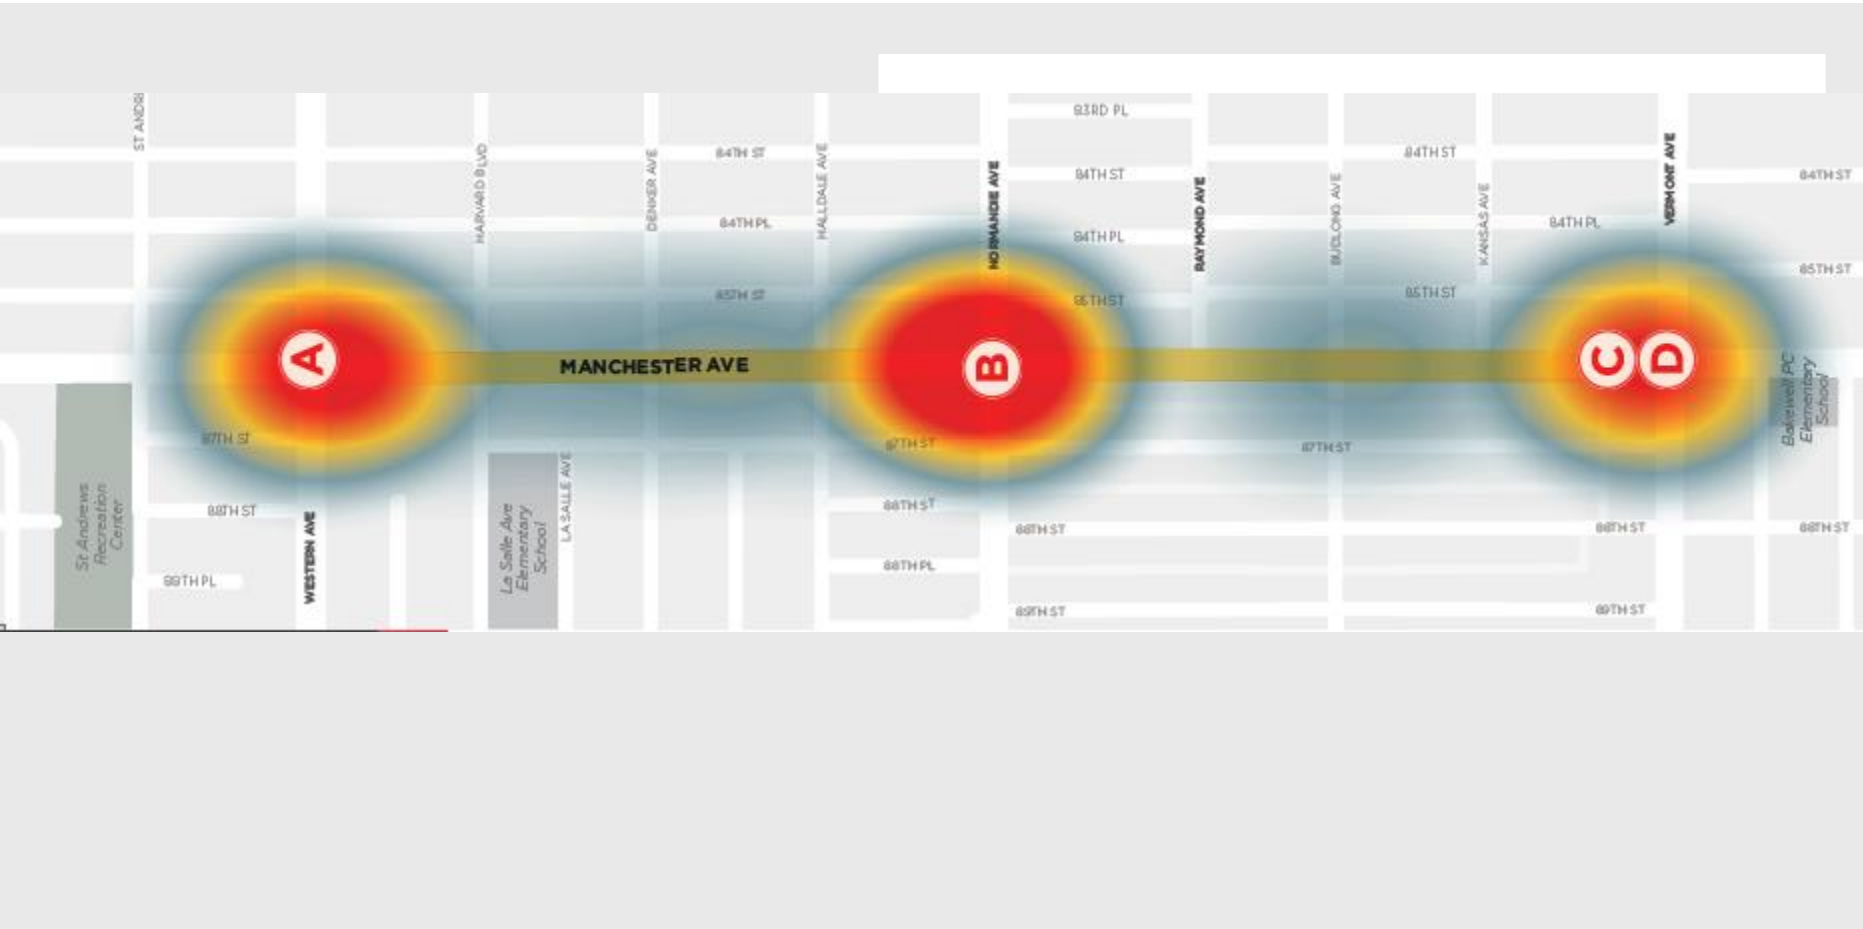 ST ANDR
83RD PL
HARVARD BLVD
DENKER AVE
84TH ST
HALLDALE AVE
NORMANDIE AVE
84TH ST
RAYMOND AVE
BUDLONG AVE
84TH ST
KANSAS AVE
VERMONT AVE
84TH ST
84TH PL
84TH PL
84TH PL
85TH ST
85TH ST
85TH ST
85TH ST
A
MANCHESTER AVE
B
C
D
Bakewell PC
Elementary
School
87TH ST
87TH ST
87TH ST
St Andrews
Recreation
Center
88TH ST
WESTERN AVE
La Salle Ave
Elementary
School
LA SALLE AVE
88TH ST
88TH ST
88TH ST
88TH ST
88TH PL
88TH PL
89TH ST
89TH ST